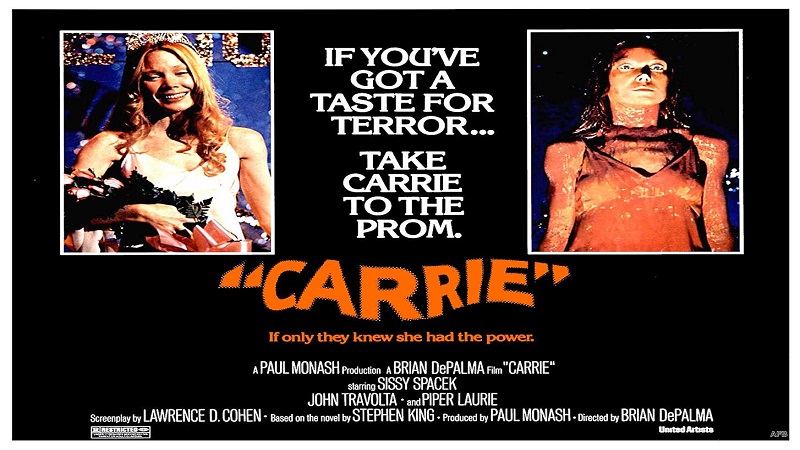 IF YOU'VE
GOT A
TASTE FOR
TERROR...
TAKE
CARRIE
TO THE
PROM.
"CARRIE"
If only they knew she had the power.
A PAUL MONASH Production A BRIAN DePALMA Film "CARRIE"
starring SISSY SPACEK
JOHN TRAVOLTA · and PIPER LAURIE
Screenplay by LAWRENCE D. COHEN · Based on the novel by STEPHEN KING · Produced by PAUL MONASH · Directed by BRIAN DePALMA
R RESTRICTED
United Artists